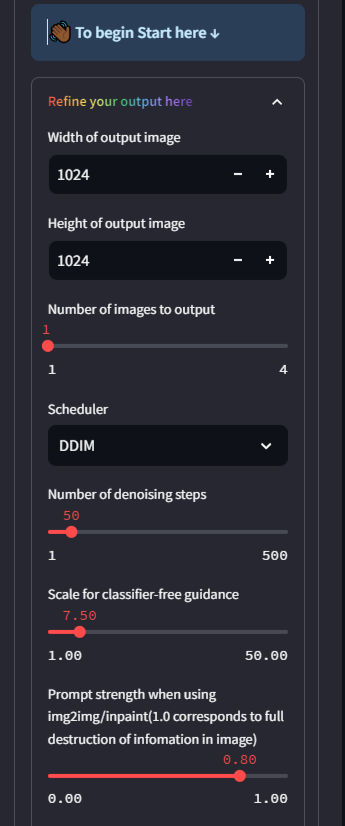 👋🏾 To begin Start here ↓
Refine your output here
Width of output image
1024 − +
Height of output image
1024 − +
Number of images to output
1
1 4
Scheduler
DDIM
Number of denoising steps
50
1 500
Scale for classifier-free guidance
7.50
1.00 50.00
Prompt strength when using
img2img/inpaint(1.0 corresponds to full
destruction of infomation in image)
0.80
0.00 1.00